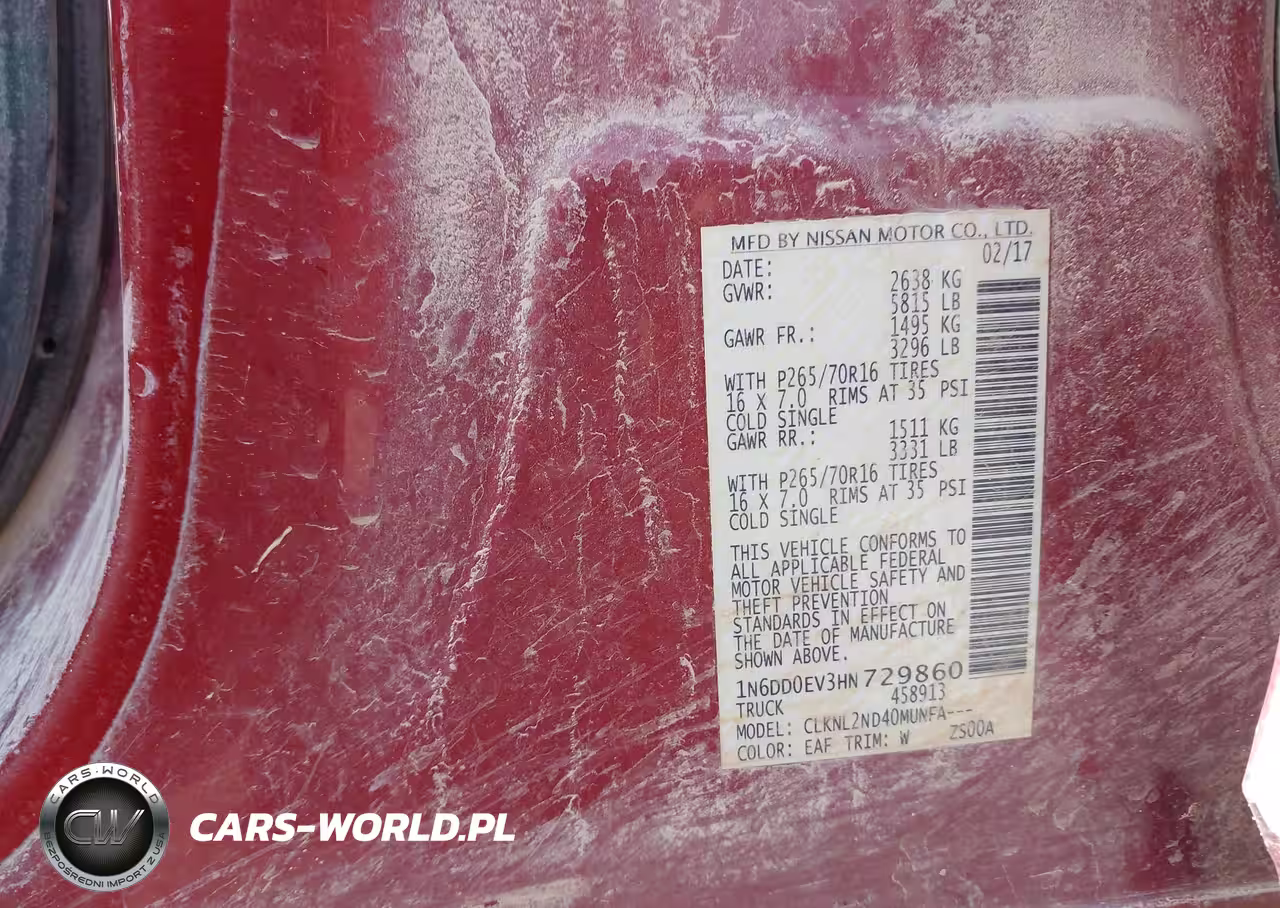 MFD BY NISSAN MOTOR CO., LTD.
DATE: 02/17
GVWR: 2638 KG
5815 LB
GAWR FR.: 1495 KG
3296 LB
WITH P265/70R16 TIRES
16 X 7.0 RIMS AT 35 PSI
COLD SINGLE
GAWR RR.: 1511 KG
3331 LB
WITH P265/70R16 TIRES
16 X 7.0 RIMS AT 35 PSI
COLD SINGLE
THIS VEHICLE CONFORMS TO
ALL APPLICABLE FEDERAL
MOTOR VEHICLE SAFETY AND
THEFT PREVENTION
STANDARDS IN EFFECT ON
THE DATE OF MANUFACTURE
SHOWN ABOVE.
1N6DD0EV3HN729860
TRUCK 458913
MODEL: CLKNL2ND40MUNFA---
COLOR: EAF TRIM: W ZS00A
CARS-WORLD
CW
BEZPOŚREDNI IMPORT Z USA
CARS-WORLD.PL